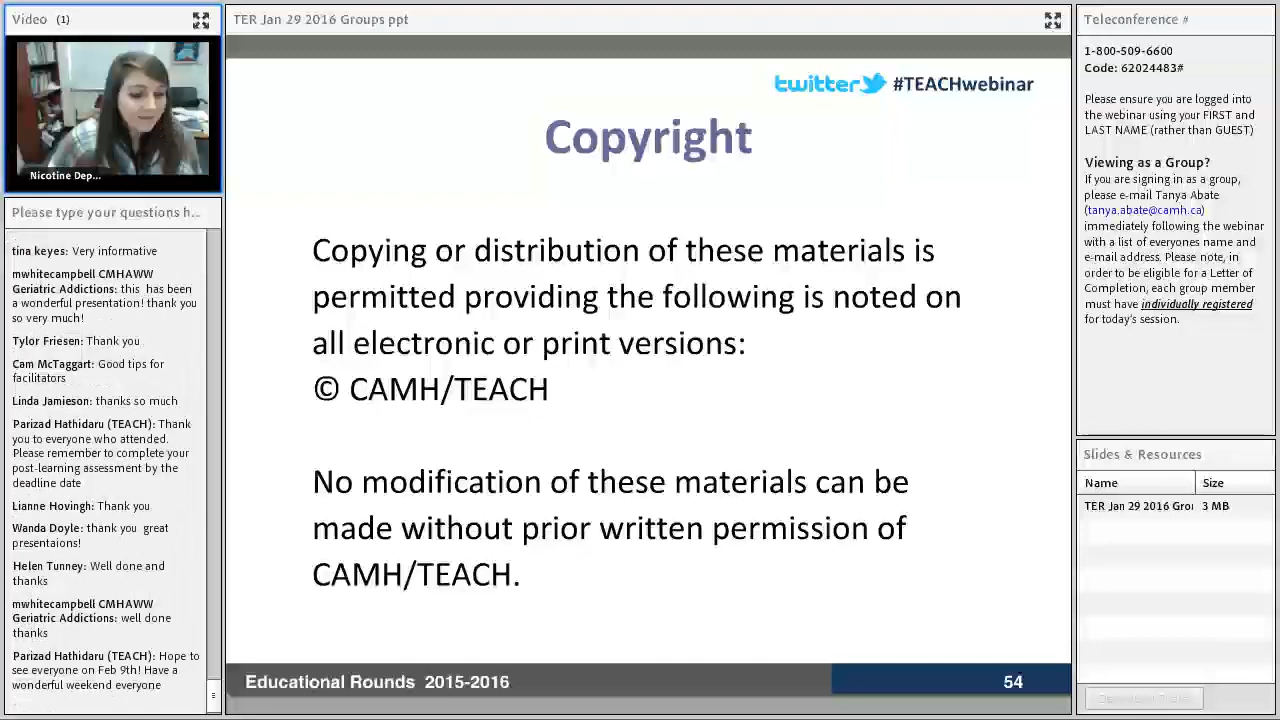 Video (1)
Nicotine Dep...
Please type your questions h...
tina keyes: Very informative
mwhitecampbell CMHAWW
Geriatric Addictions: this has been
a wonderful presentation! thank you
so very much!
Tylor Friesen: Thank you
Cam McTaggart: Good tips for
facilitators
Linda Jamieson: thanks so much
Parizad Hathidaru (TEACH): Thank
you to everyone who attended.
Please remember to complete your
post-learning assessment by the
deadline date
Lianne Hovingh: Thank you
Wanda Doyle: thank you great
presentaions!
Helen Tunney: Well done and
thanks
mwhitecampbell CMHAWW
Geriatric Addictions: well done
thanks
Parizad Hathidaru (TEACH): Hope to
see everyone on Feb 9th! Have a
wonderful weekend everyone
TER Jan 29 2016 Groups ppt
twitter #TEACHwebinar
Copyright
Copying or distribution of these materials is
permitted providing the following is noted on
all electronic or print versions:
© CAMH/TEACH
No modification of these materials can be
made without prior written permission of
CAMH/TEACH.
Educational Rounds 2015-2016
54
Teleconference #
1-800-509-6600
Code: 62024483#
Please ensure you are logged into
the webinar using your FIRST and
LAST NAME (rather than GUEST)
Viewing as a Group?
If you are signing in as a group,
please e-mail Tanya Abate
(tanya.abate@camh.ca)
immediately following the webinar
with a list of everyones name and
e-mail address. Please note, in
order to be eligible for a Letter of
Completion, each group member
must have individually registered
for today's session.
Slides & Resources
Name Size
TER Jan 29 2016 Grou 3 MB